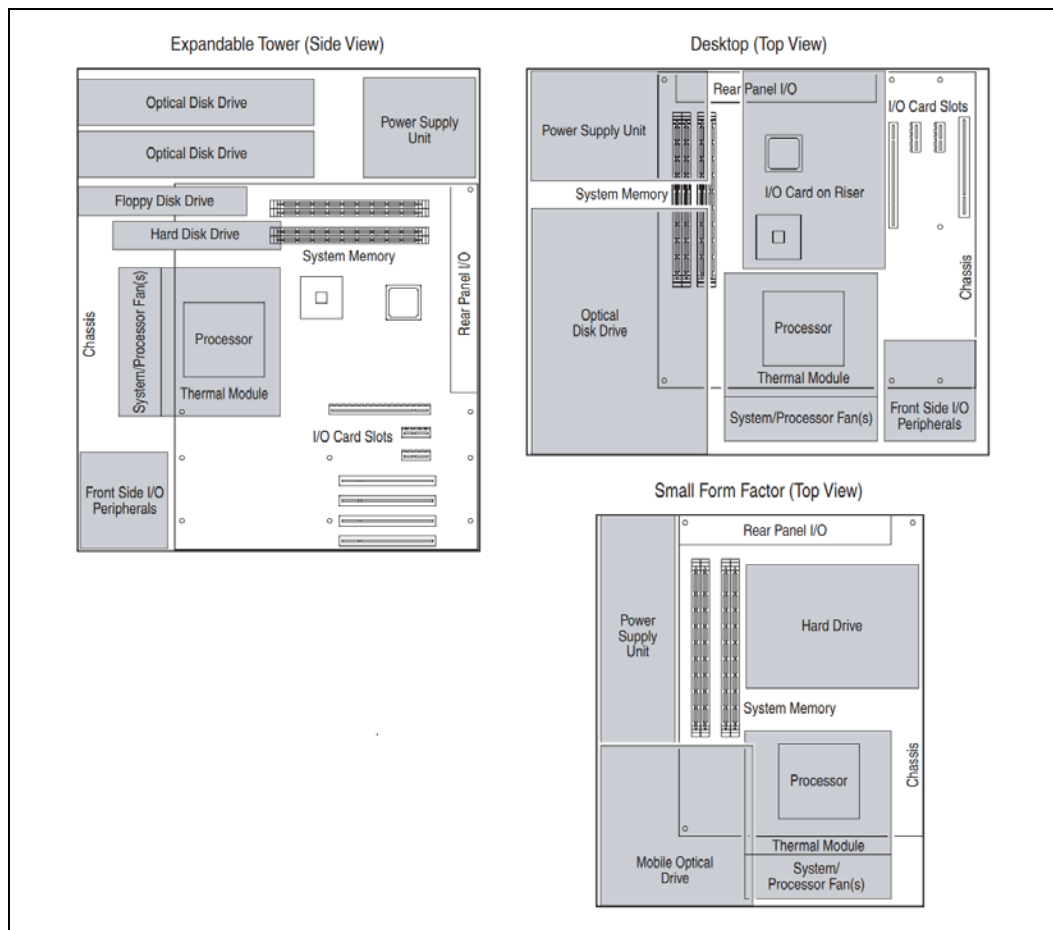 Expandable Tower (Side View)
Optical Disk Drive
Optical Disk Drive
Power Supply
Unit
Floppy Disk Drive
Hard Disk Drive
System Memory
Rear Panel I/O
Chassis
System/Processor Fan(s)
Processor
Thermal Module
I/O Card Slots
Front Side I/O
Peripherals
Desktop (Top View)
Rear Panel I/O
I/O Card Slots
Power Supply Unit
System Memory
I/O Card on Riser
Chassis
Optical
Disk Drive
Processor
Thermal Module
System/Processor Fan(s)
Front Side I/O
Peripherals
Small Form Factor (Top View)
Rear Panel I/O
Power
Supply
Unit
Hard Drive
System Memory
Chassis
Processor
Thermal Module
Mobile Optical
Drive
System/
Processor Fan(s)